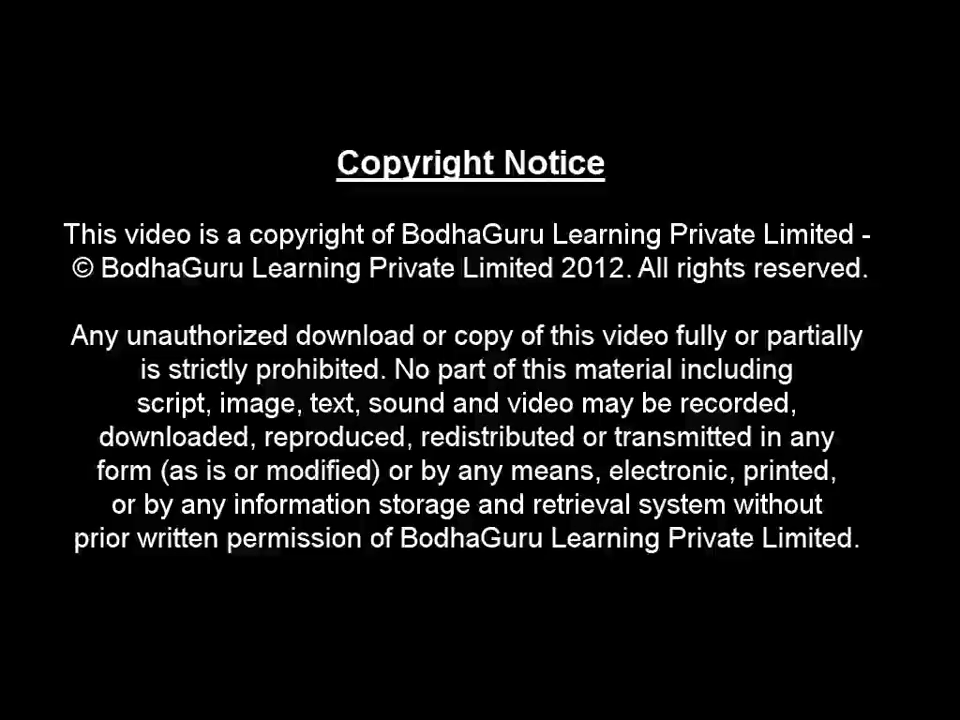 Copyright Notice
This video is a copyright of BodhaGuru Learning Private Limited -
© BodhaGuru Learning Private Limited 2012. All rights reserved.
Any unauthorized download or copy of this video fully or partially
is strictly prohibited. No part of this material including
script, image, text, sound and video may be recorded,
downloaded, reproduced, redistributed or transmitted in any
form (as is or modified) or by any means, electronic, printed,
or by any information storage and retrieval system without
prior written permission of BodhaGuru Learning Private Limited.